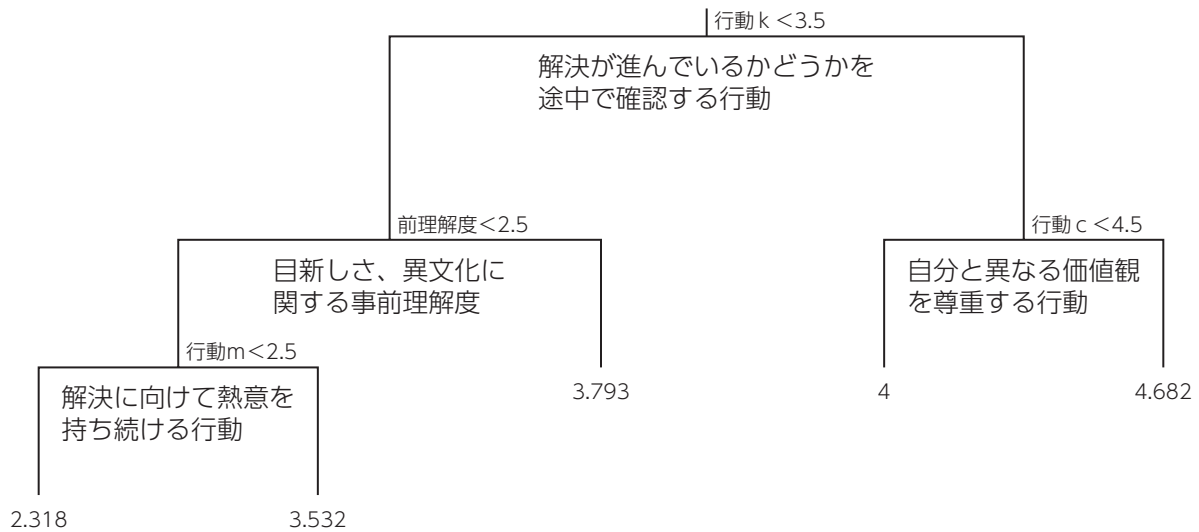 行動k<3.5
解決が進んでいるかどうかを
途中で確認する行動
前理解度<2.5
行動c<4.5
目新しさ、異文化に
関する事前理解度
自分と異なる価値観
を尊重する行動
行動m<2.5
3.793
4
4.682
解決に向けて熱意を
持ち続ける行動
2.318
3.532